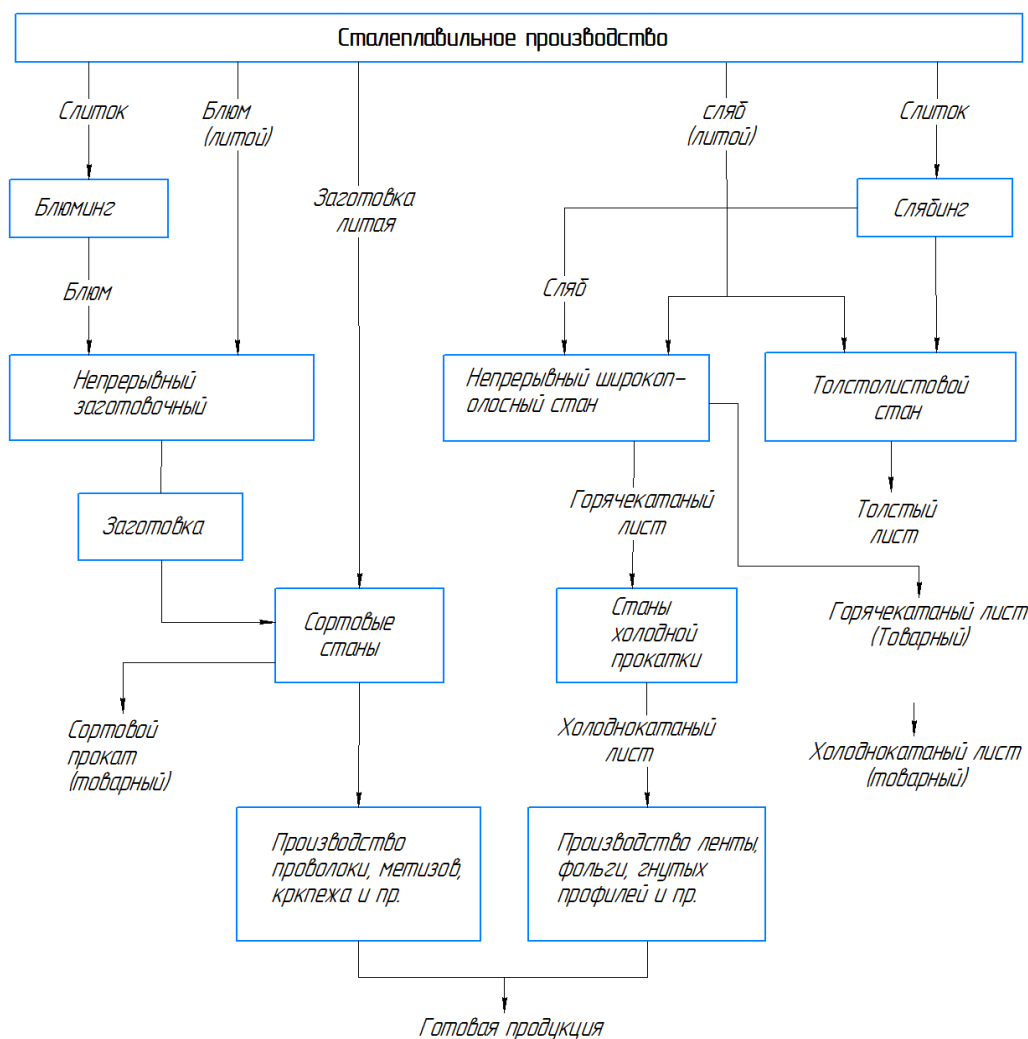 Сталеплавильное производство
Слиток
Блюм
(литой)
сляб
(литой)
Слиток
Заготовка
литая
Блюминг
Слябинг
Блюм
Сляб
Непрерывный
заготовочный
Непрерывный широкоп-
олосный стан
Толстолистовой
стан
Горячекатаный
лист
Толстый
лист
Заготовка
Сортовые
станы
Станы
холодной
прокатки
Горячекатаный лист
(Товарный)
Сортовой
прокат
(товарный)
Холоднокатаный
лист
Холоднокатаный лист
(товарный)
Производство
проволоки, метизов,
кркпежа и пр.
Производство ленты,
фольги, гнутых
профилей и пр.
Готовая продукция